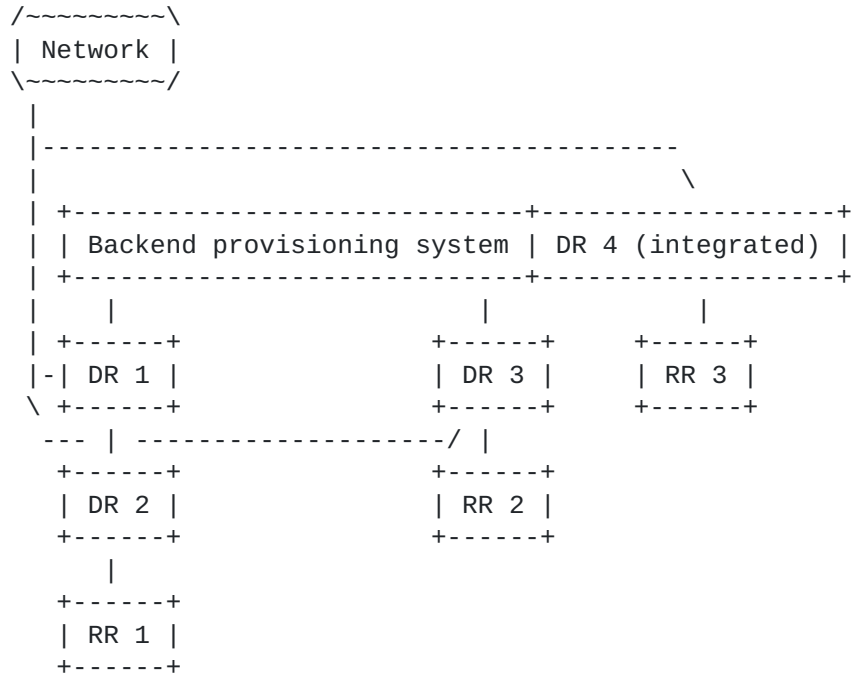 Network
Backend provisioning system DR 4 (integrated)
DR 1 DR 3 RR 3
DR 2 RR 2
RR 1